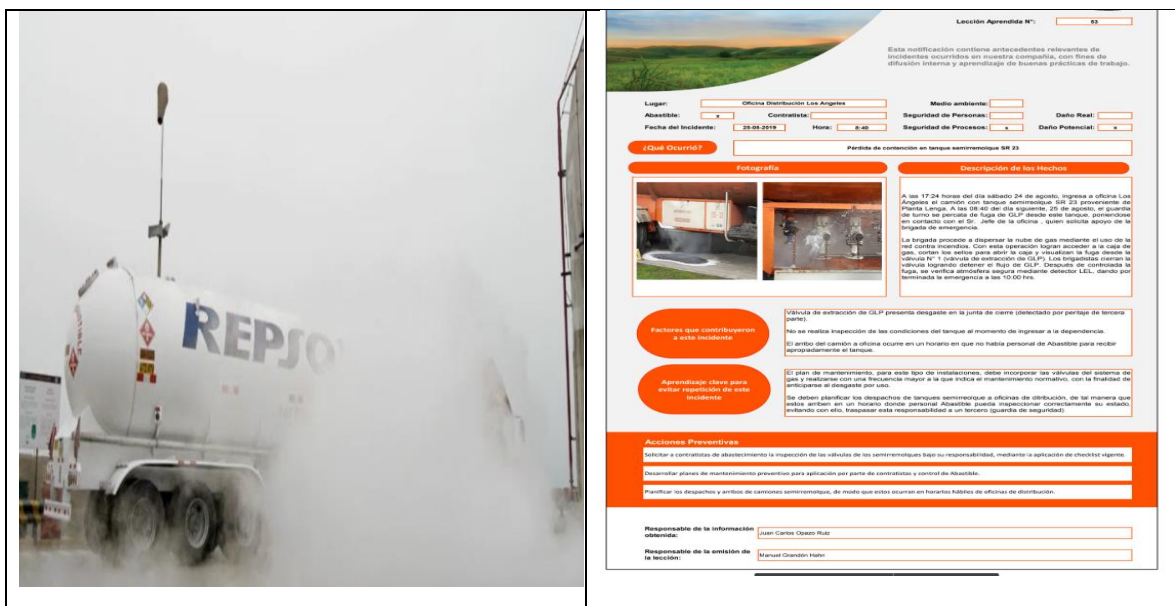 REPSO
Lección Aprendida N°: 53
Esta notificación contiene antecedentes relevantes de
incidentes ocurridos en nuestra compañía, con fines de
difusión interna y aprendizaje de buenas prácticas de trabajo.
Lugar: Oficina Distribución Los Angeles Medio ambiente:
Abastible: x Contratista: Seguridad de Personas: Daño Real:
Fecha del Incidente: 25-08-2019 Hora: 8:40 Seguridad de Procesos: x Daño Potencial: x
¿Qué Ocurrió? Pérdida de contención en tanque semirremolque SR 23
Fotografía
Descripción de los Hechos
A las 17:24 horas del día sábado 24 de agosto, ingresa a oficina Los
Ángeles el camión con tanque semirremolque SR 23 proveniente de
Planta Lenga. A las 08:40 del día siguiente, 25 de agosto, el guardia
de turno se percata de fuga de GLP desde este tanque, poniéndose
en contacto con el Sr. Jefe de la oficina , quien solicita apoyo de la
brigada de emergencia.
La brigada procede a dispersar la nube de gas mediante el uso de la
red contra incendios. Con esta operación logran acceder a la caja de
gas, cortan los sellos para abrir la caja y visualizan la fuga desde la
válvula N° 1 (válvula de extracción de GLP). Los brigadistas cierran la
válvula logrando detener el flujo de GLP. Después de controlada la
fuga, se verifica atmósfera segura mediante detector LEL, dando por
terminada la emergencia a las 10:00 hrs.
Factores que contribuyeron
a este incidente
Válvula de extracción de GLP presenta desgaste en la junta de cierre (detectado por peritaje de tercera
parte).
No se realiza inspección de las condiciones del tanque al momento de ingresar a la dependencia.
El arribo del camión a oficina ocurre en un horario en que no había personal de Abastible para recibir
apropiadamente el tanque.
Aprendizaje clave para
evitar repetición de este
incidente
El plan de mantenimiento, para este tipo de instalaciones, debe incorporar las válvulas del sistema de
gas y realizarse con una frecuencia mayor a la que indica el mantenimiento normativo, con la finalidad de
anticiparse al desgaste por uso.
Se deben planificar los despachos de tanques semirremolque a oficinas de ditribución, de tal manera que
estos arriben en un horario donde personal Abastible pueda inspeccionar correctamente su estado,
evitando con ello, traspasar esta responsabilidad a un tercero (guardia de seguridad)
Acciones Preventivas
Solicitar a contratistas de abastecimiento la inspección de las válvulas de los semirremolques bajo su responsabilidad, mediante la aplicación de checklist vigente.
Desarrollar planes de mantenimiento preventivo para aplicación por parte de contratistas y control de Abastible.
Planificar los despachos y arribos de camiones semirremolque, de modo que estos ocurran en horarios hábiles de oficinas de distribución.
Responsable de la información
obtenida: Juan Carlos Opazo Ruiz
Responsable de la emisión de
la lección: Manuel Grandón Hahn